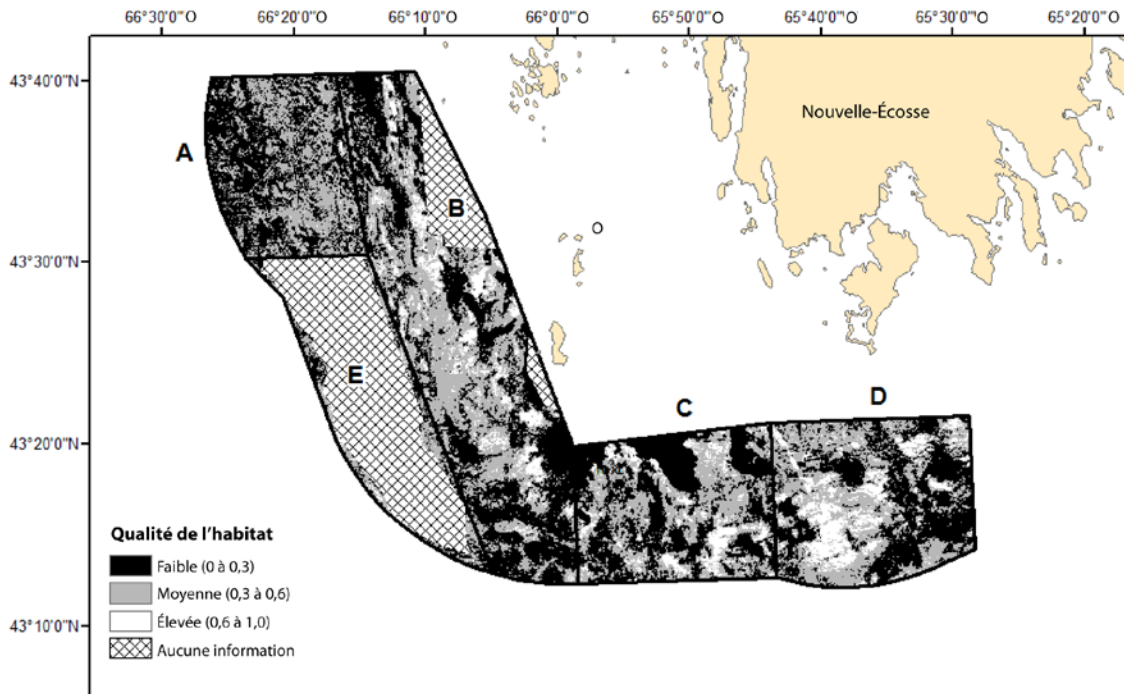 66°30'0"O 66°20'0"O 66°10'0"O 66°0'0"O 65°50'0"O 65°40'0"O 65°30'0"O 65°20'0"O
43°40'0"N
Nouvelle-Écosse
A
B
43°30'0"N
E
C
D
43°20'0"N
Qualité de l'habitat
Faible (0 à 0,3)
Moyenne (0,3 à 0,6)
Élevée (0,6 à 1,0)
43°10'0"N
Aucune information